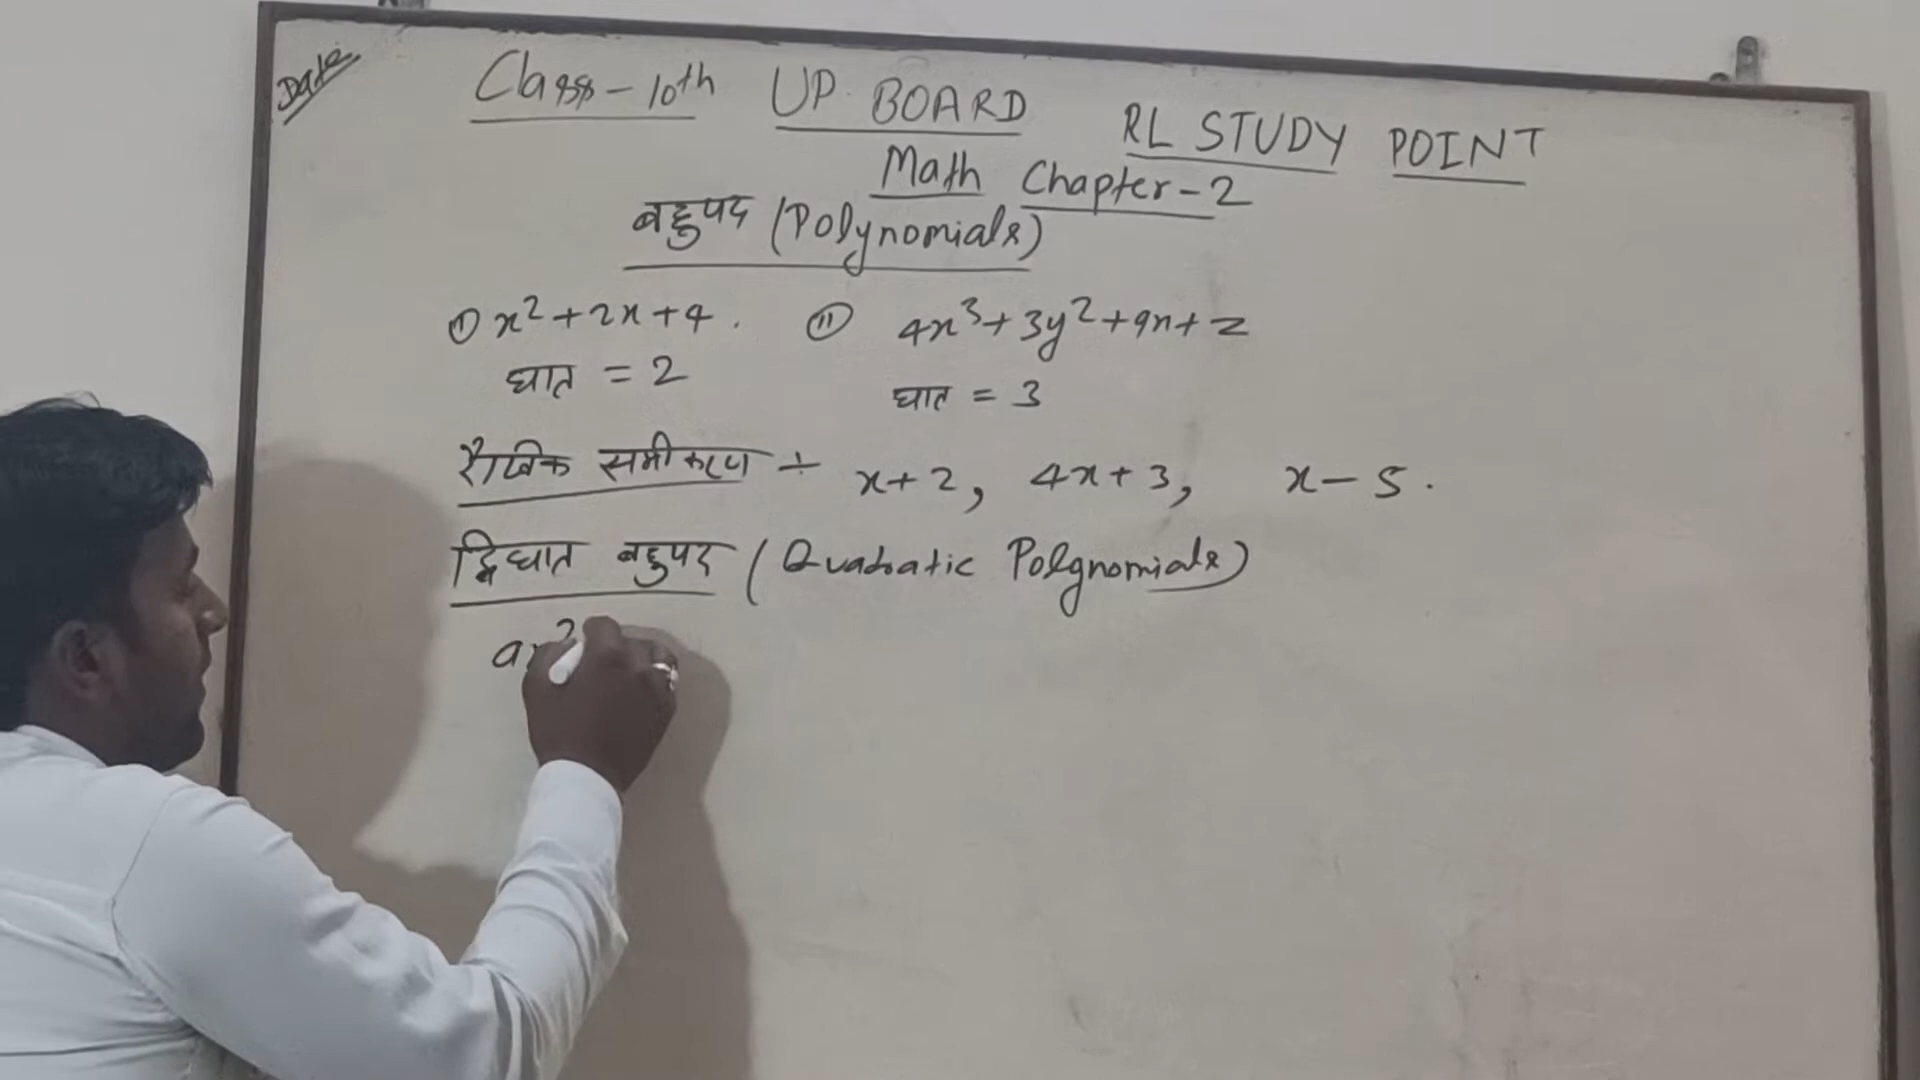 Date
Class-10th UP BOARD RL STUDY POINT
Math Chapter-2
बहुपद (Polynomials)
① x²+2x+4. ⑪ 4x³+3y²+9x+2
घात = 2 घात = 3
रैखिक समीकरण ÷ x+2, 4x+3, x-5.
द्विघात बहुपद (Quadratic Polynomials)
ax²